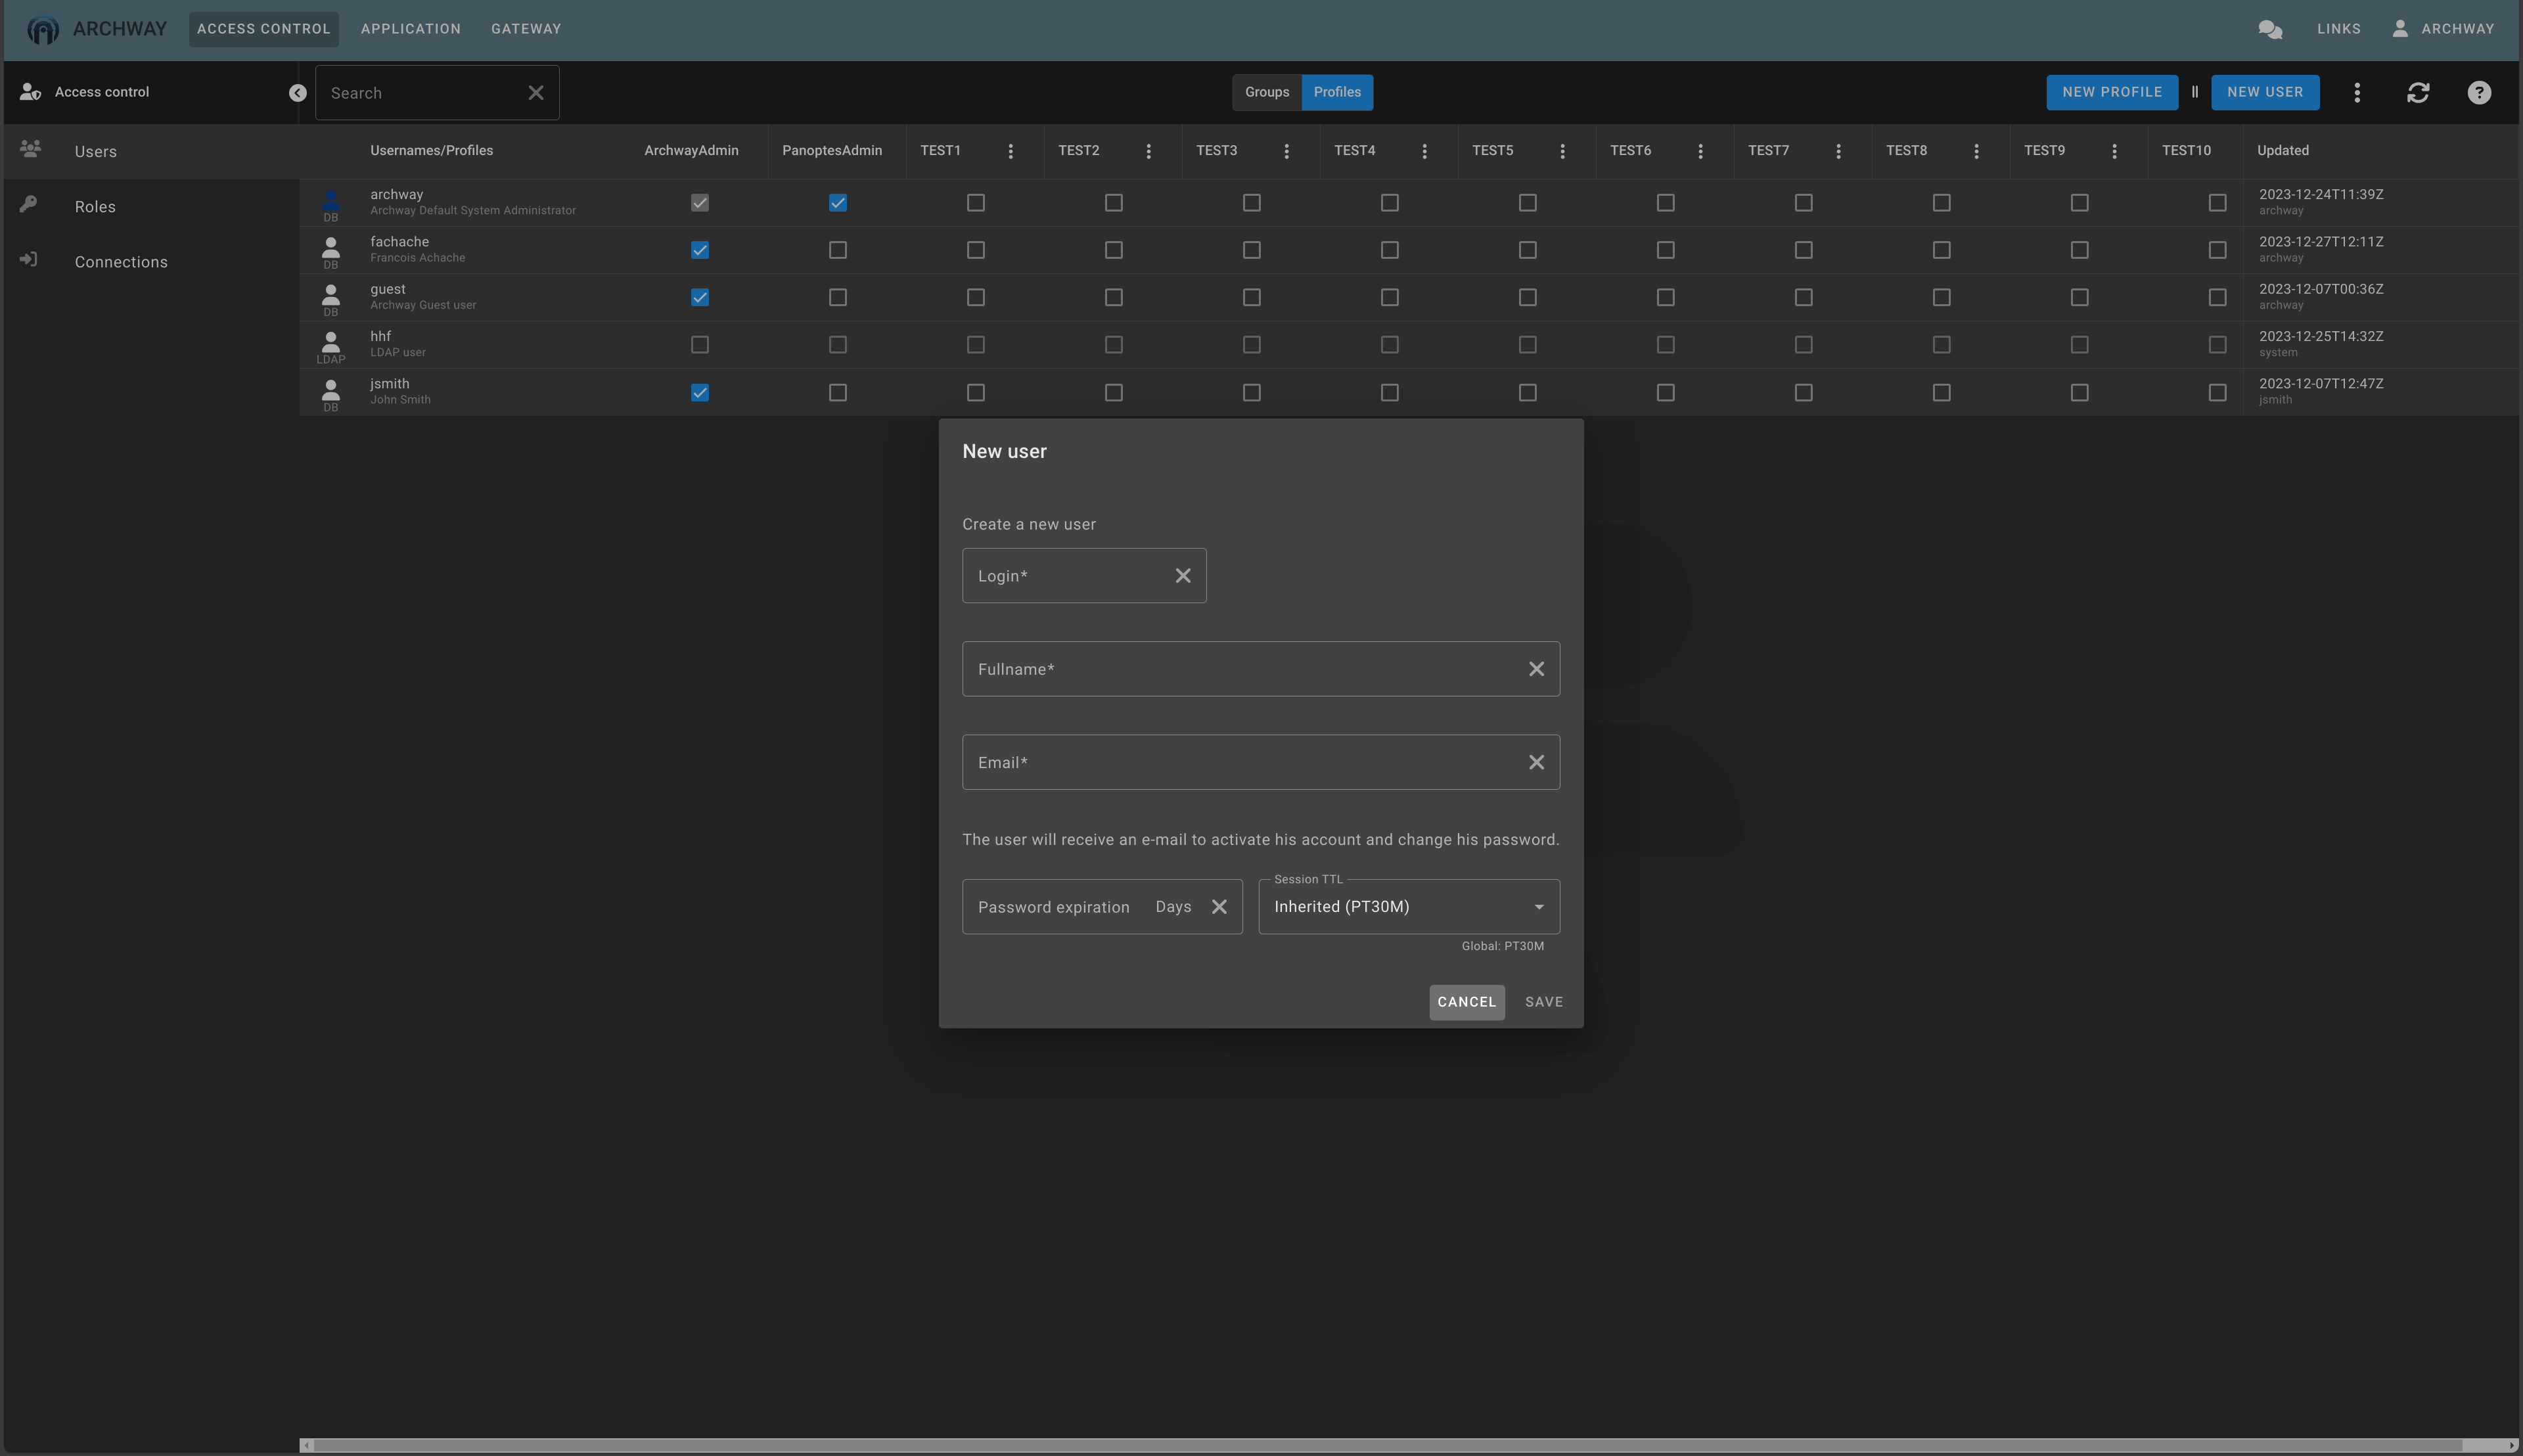 ARCHWAY ACCESS CONTROL APPLICATION GATEWAY LINKS ARCHWAY
Access control Search Groups Profiles NEW PROFILE NEW USER
Users
Roles
Connections
Usernames/Profiles ArchwayAdmin PanoptesAdmin TEST1 TEST2 TEST3 TEST4 TEST5 TEST6 TEST7 TEST8 TEST9 TEST10 Updated
archway 2023-12-24T11:39Z
DB Archway Default System Administrator archway
fachache 2023-12-27T12:11Z
DB Francois Achache archway
guest 2023-12-07T00:36Z
DB Archway Guest user archway
hhf 2023-12-25T14:32Z
LDAP LDAP user system
jsmith 2023-12-07T12:47Z
DB John Smith jsmith
New user
Create a new user
Login*
Fullname*
Email*
The user will receive an e-mail to activate his account and change his password.
Session TTL
Password expiration Days Inherited (PT30M)
Global: PT30M
CANCEL SAVE